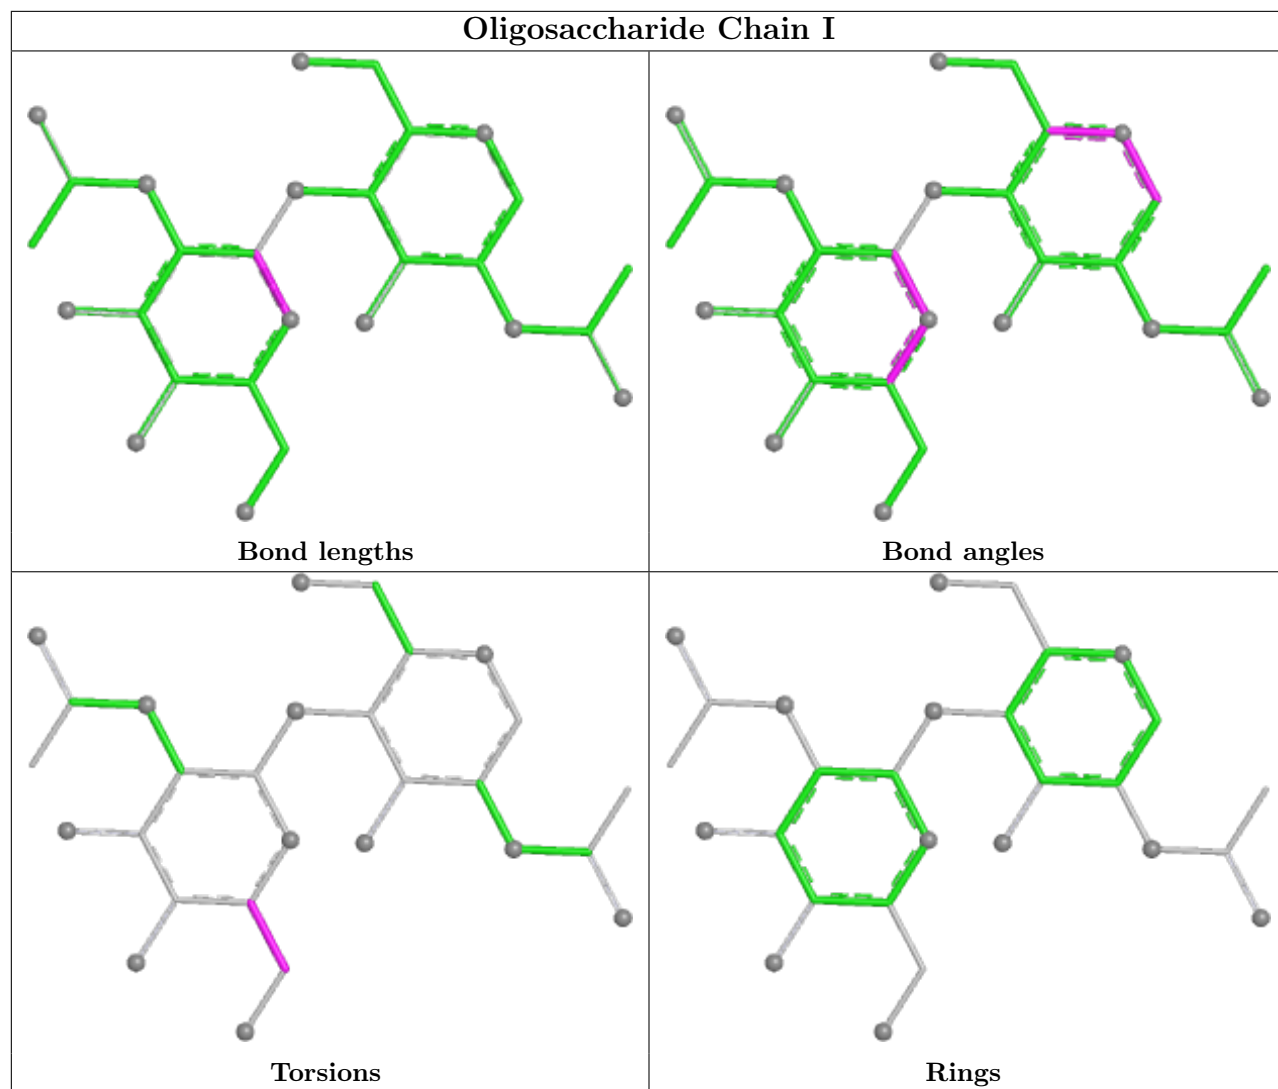 Oligosaccharide Chain I
Bond lengths
Bond angles
Torsions
Rings